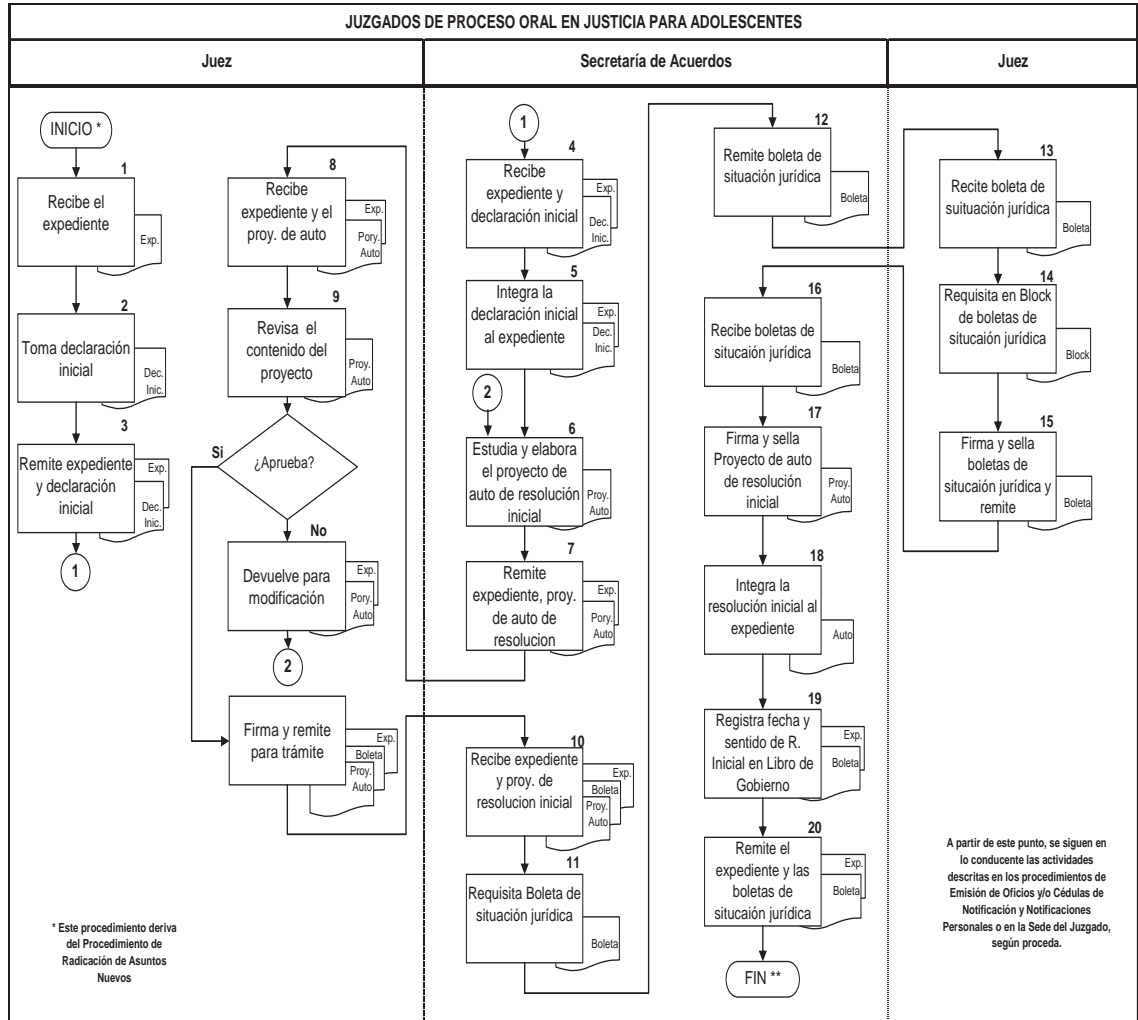 JUZGADOS DE PROCESO ORAL EN JUSTICIA PARA ADOLESCENTES
Juez
Secretaría de Acuerdos
Juez
INICIO *
1
Recibe el
expediente
Exp.
2
Toma declaración
inicial
Dec.
Inic.
3
Remite expediente
y declaración
inicial
Exp.
Dec.
Inic.
1
* Este procedimiento deriva
del Procedimiento de
Radicación de Asuntos
Nuevos
8
Recibe
expediente y el
proy. de auto
Exp.
Pory.
Auto
9
Revisa el
contenido del
proyecto
Proy.
Auto
Si
¿Aprueba?
No
Devuelve para
modificación
Exp.
Pory.
Auto
2
Firma y remite
para trámite
Exp.
Boleta
Proy.
Auto
1
4
Recibe
expediente y
declaración inicial
Exp.
Dec.
Inic.
5
Integra la
declaración inicial
al expediente
Exp.
Dec.
Inic.
2
6
Estudia y elabora
el proyecto de
auto de resolución
inicial
Proy.
Auto
7
Remite
expediente, proy.
de auto de
resolucion
Exp.
Pory.
Auto
10
Recibe expediente
y proy. de
resolucion inicial
Exp.
Boleta
Proy.
Auto
11
Requisita Boleta de
situación jurídica
Boleta
12
Remite boleta de
situación jurídica
Boleta
16
Recibe boletas de
situcaión jurídica
Boleta
17
Firma y sella
Proyecto de auto
de resolución
inicial
Proy.
Auto
18
Integra la
resolución inicial al
expediente
Auto
19
Registra fecha y
sentido de R.
Inicial en Libro de
Gobierno
Exp.
Boleta
20
Remite el
expediente y las
boletas de
situcaión jurídica
Exp.
Boleta
FIN **
13
Recite boleta de
suituación jurídica
Boleta
14
Requisita en Block
de boletas de
situcaión jurídica
Block
15
Firma y sella
boletas de
situcaión jurídica y
remite
Boleta
A partir de este punto, se siguen en
lo conducente las actividades
descritas en los procedimientos de
Emisión de Oficios y/o Cédulas de
Notificación y Notificaciones
Personales o en la Sede del Juzgado,
según proceda.